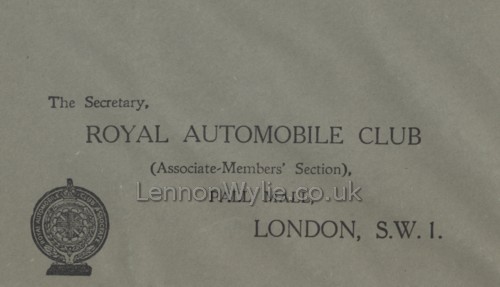 The Secretary,
ROYAL AUTOMOBILE CLUB
(Associate-Members' Section),
LennonWylie.co.uk
PALL MALL,
LONDON, S.W. 1.